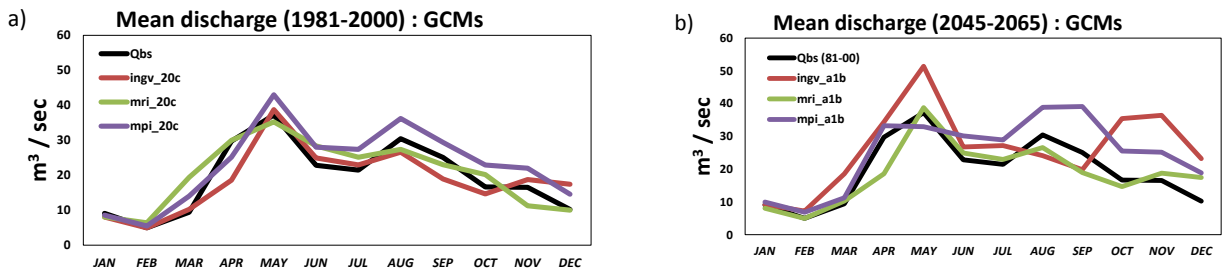 a)
Mean discharge (1981-2000) : GCMs
m³ / sec
60
50
40
30
20
10
0
Qbs
ingv_20c
mri_20c
mpi_20c
JAN FEB MAR APR MAY JUN JUL AUG SEP OCT NOV DEC
b)
Mean discharge (2045-2065) : GCMs
m³ / sec
60
50
40
30
20
10
0
Qbs (81-00)
ingv_a1b
mri_a1b
mpi_a1b
JAN FEB MAR APR MAY JUN JUL AUG SEP OCT NOV DEC